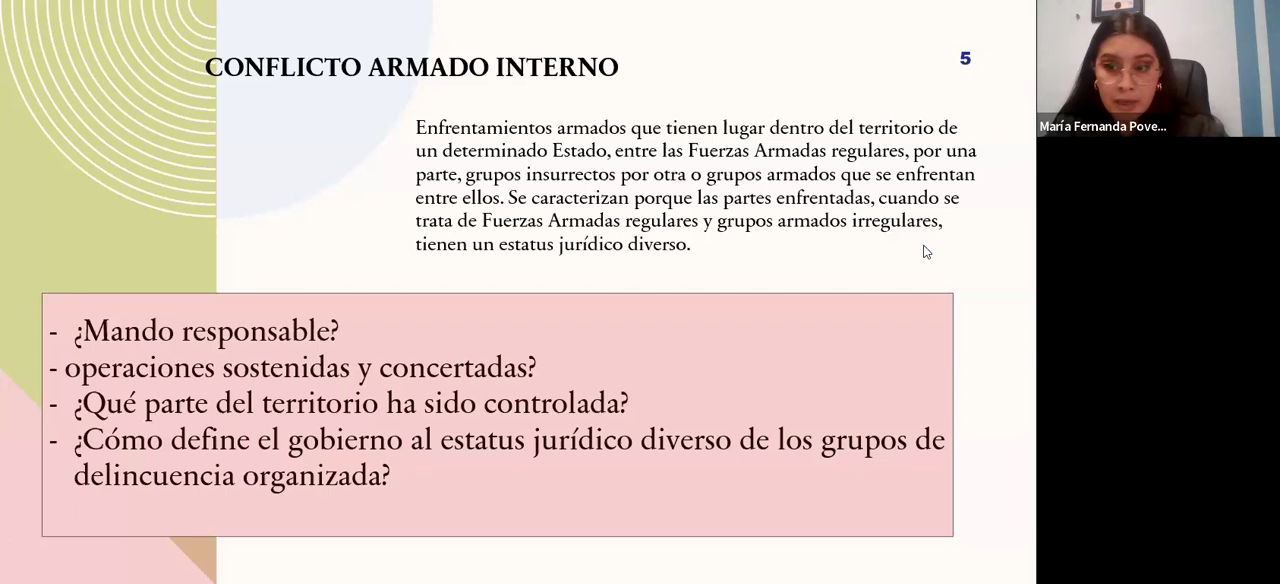 CONFLICTO ARMADO INTERNO
5
Enfrentamientos armados que tienen lugar dentro del territorio de
un determinado Estado, entre las Fuerzas Armadas regulares, por una
parte, grupos insurrectos por otra o grupos armados que se enfrentan
entre ellos. Se caracterizan porque las partes enfrentadas, cuando se
trata de Fuerzas Armadas regulares y grupos armados irregulares,
tienen un estatus jurídico diverso.
- ¿Mando responsable?
- operaciones sostenidas y concertadas?
- ¿Qué parte del territorio ha sido controlada?
- ¿Cómo define el gobierno al estatus jurídico diverso de los grupos de
delincuencia organizada?
María Fernanda Pove...